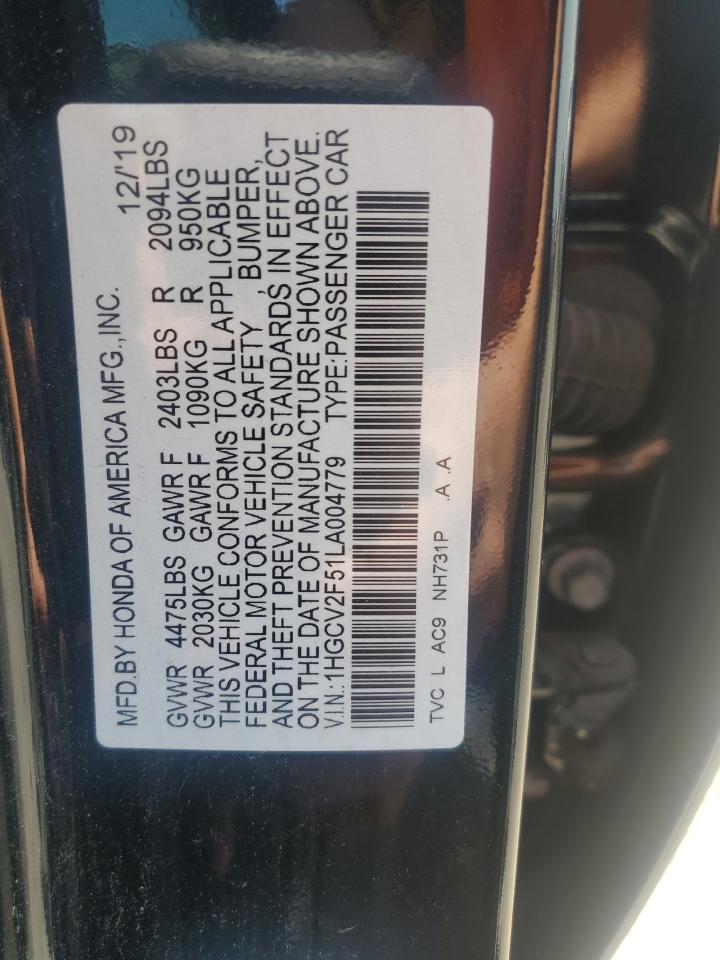 MFD.BY HONDA OF AMERICA MFG.,INC. 12/'19
GVWR 4475LBS GAWR F 2403LBS R 2094LBS
GVWR 2030KG GAWR F 1090KG R 950KG
THIS VEHICLE CONFORMS TO ALL APPLICABLE
FEDERAL MOTOR VEHICLE SAFETY , BUMPER,
AND THEFT PREVENTION STANDARDS IN EFFECT
ON THE DATE OF MANUFACTURE SHOWN ABOVE.
V.I.N.:1HGCV2F51LA004779 TYPE:PASSENGER CAR
TVC L AC9 NH731P .A .A